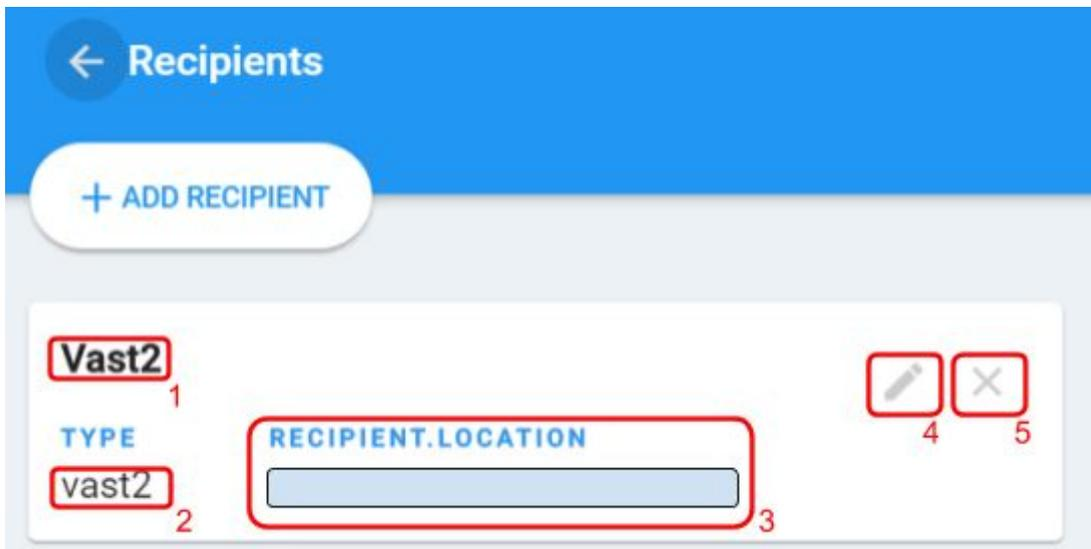 Recipients
+ ADD RECIPIENT
Vast2
1
4
5
TYPE
RECIPIENT.LOCATION
vast2
2
3